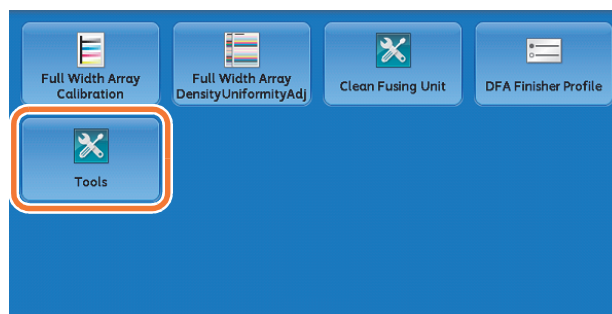 Full Width Array
Calibration
Full Width Array
DensityUniformityAdj
Clean Fusing Unit
DFA Finisher Profile
Tools